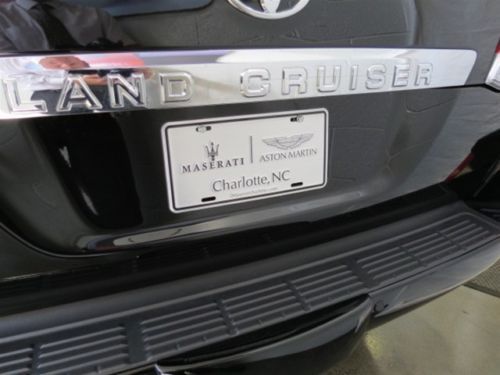 LAND CRUISER
MASERATI ASTON MARTIN
Charlotte, NC